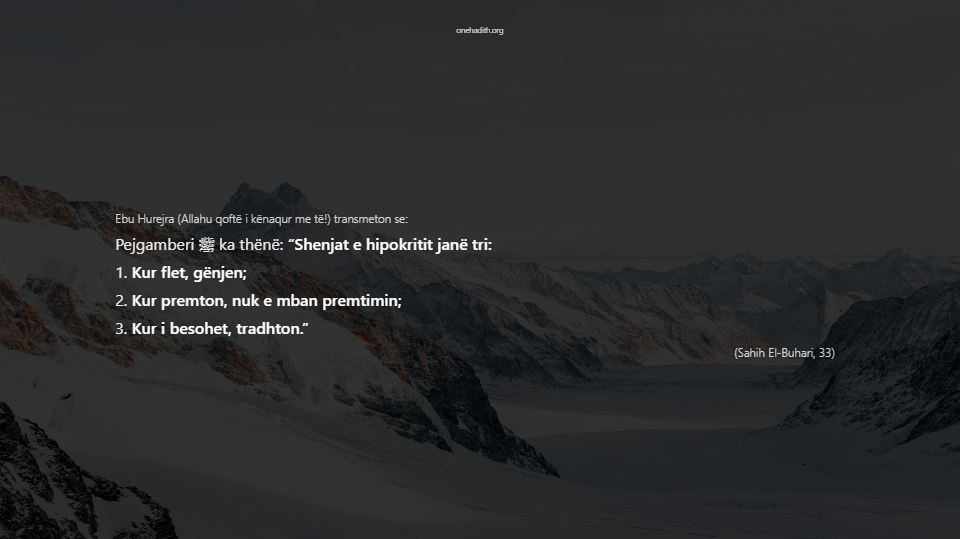 onehadith.org
Ebu Hurejra (Allahu qoftë i kënaqur me të!) transmeton se:
Pejgamberi ﷺ ka thënë: “Shenjat e hipokritit janë tri:
1. Kur flet, gënjen;
2. Kur premton, nuk e mban premtimin;
3. Kur i besohet, tradhton.”
(Sahih El-Buhari, 33)